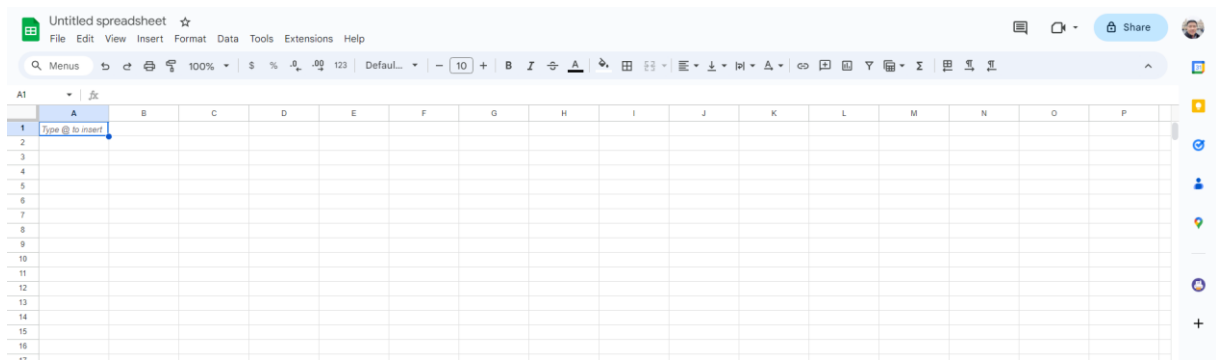 Untitled spreadsheet
File Edit View Insert Format Data Tools Extensions Help
Share
Menus 100% $ % .0 .00 123 Defaul... − 10 + B I A Σ
A1 fx
A B C D E F G H I J K L M N O P
1 Type @ to insert
2
3
4
5
6
7
8
9
10
11
12
13
14
15
16
17